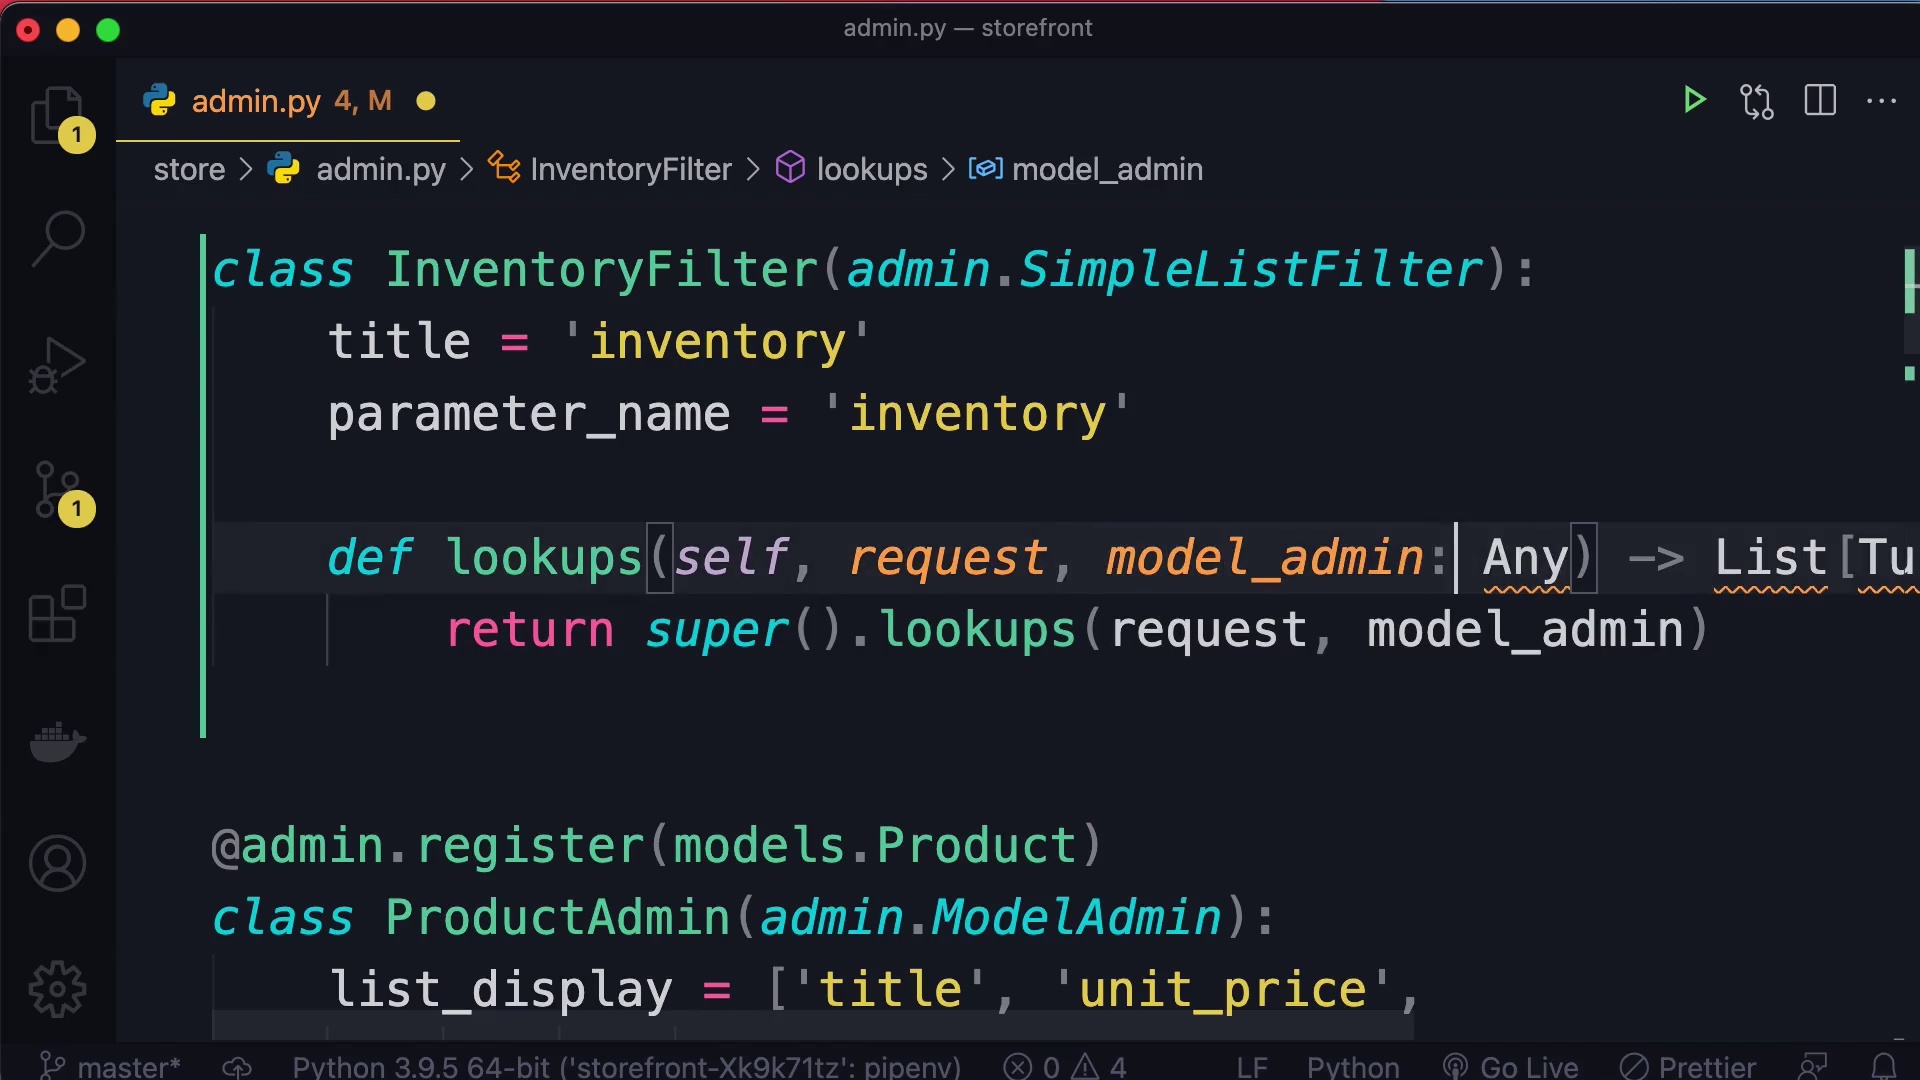 admin.py — storefront
admin.py 4, M
1
store > admin.py > InventoryFilter > lookups > model_admin
class InventoryFilter(admin.SimpleListFilter):
title = 'inventory'
parameter_name = 'inventory'
1
def lookups(self, request, model_admin: Any) -> List[Tu
return super().lookups(request, model_admin)
@admin.register(models.Product)
class ProductAdmin(admin.ModelAdmin):
list_display = ['title', 'unit_price',
master* Python 3.9.5 64-bit ('storefront-Xk9k71tz': pipenv) 0 4 LF Python Go Live Prettier